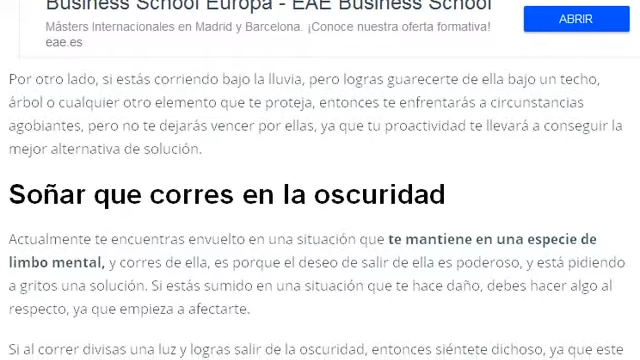 Business School Europa - EAE Business School
Másters Internacionales en Madrid y Barcelona. ¡Conoce nuestra oferta formativa!
eae.es
ABRIR
Por otro lado, si estás corriendo bajo la lluvia, pero logras guarecerte de ella bajo un techo,
árbol o cualquier otro elemento que te proteja, entonces te enfrentarás a circunstancias
agobiantes, pero no te dejarás vencer por ellas, ya que tu proactividad te llevará a conseguir la
mejor alternativa de solución.
Soñar que corres en la oscuridad
Actualmente te encuentras envuelto en una situación que te mantiene en una especie de
limbo mental, y corres de ella, es porque el deseo de salir de ella es poderoso, y está pidiendo
a gritos una solución. Si estás sumido en una situación que te hace daño, debes hacer algo al
respecto, ya que empieza a afectarte.
Si al correr divisas una luz y logras salir de la oscuridad, entonces siéntete dichoso, ya que este